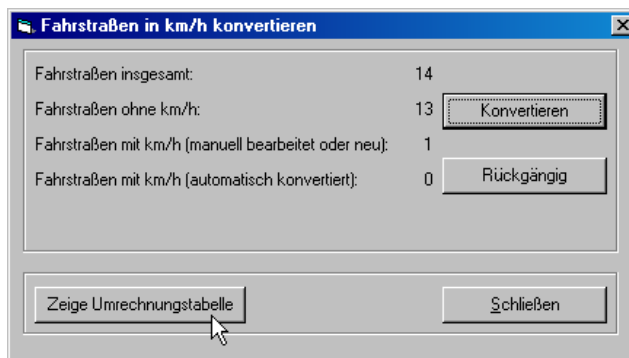 Fahrstraßen in km/h konvertieren
Fahrstraßen insgesamt: 14
Fahrstraßen ohne km/h: 13 Konvertieren
Fahrstraßen mit km/h (manuell bearbeitet oder neu): 1
Fahrstraßen mit km/h (automatisch konvertiert): 0 Rückgängig
Zeige Umrechnungstabelle Schließen